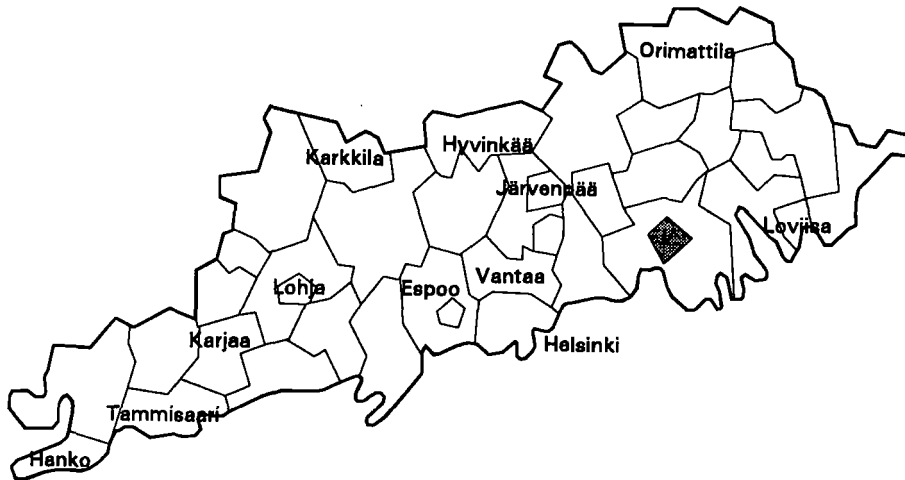 Orimattila
Hyvinkää
Karkkila
Järvenpää
Loviisa
Vantaa
Lohja
Espoo
Karjaa
Helsinki
Tammisaari
Hanko